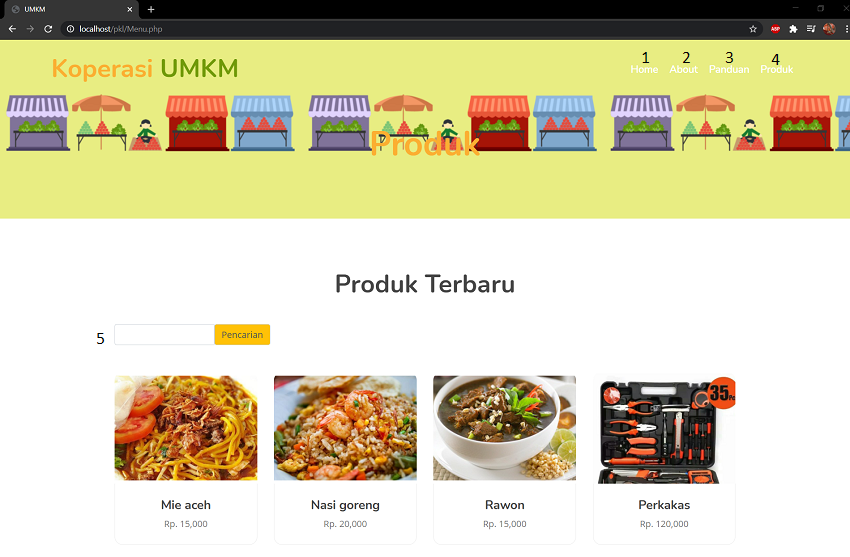 UMKM
localhost/pkl/Menu.php
ABP
Koperasi UMKM
1 2 3 4
Home About Panduan Produk
Produk
Produk Terbaru
5 Pencarian
35Pc
Mie aceh Nasi goreng Rawon Perkakas
Rp. 15,000 Rp. 20,000 Rp. 15,000 Rp. 120,000